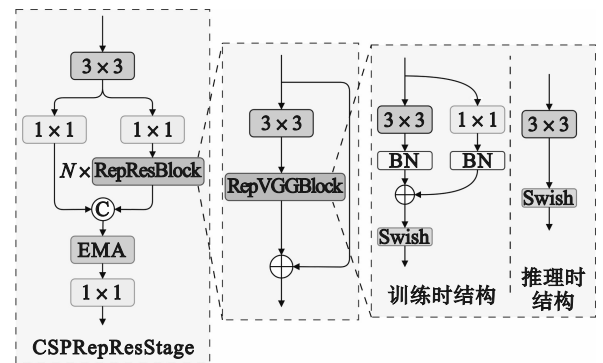 3×3
1×1
1×1
N×
RepResBlock
C
EMA
1×1
CSPRepResStage
3×3
RepVGGBlock
3×3
1×1
BN
BN
Swish
训练时结构
3×3
Swish
推理时
结构